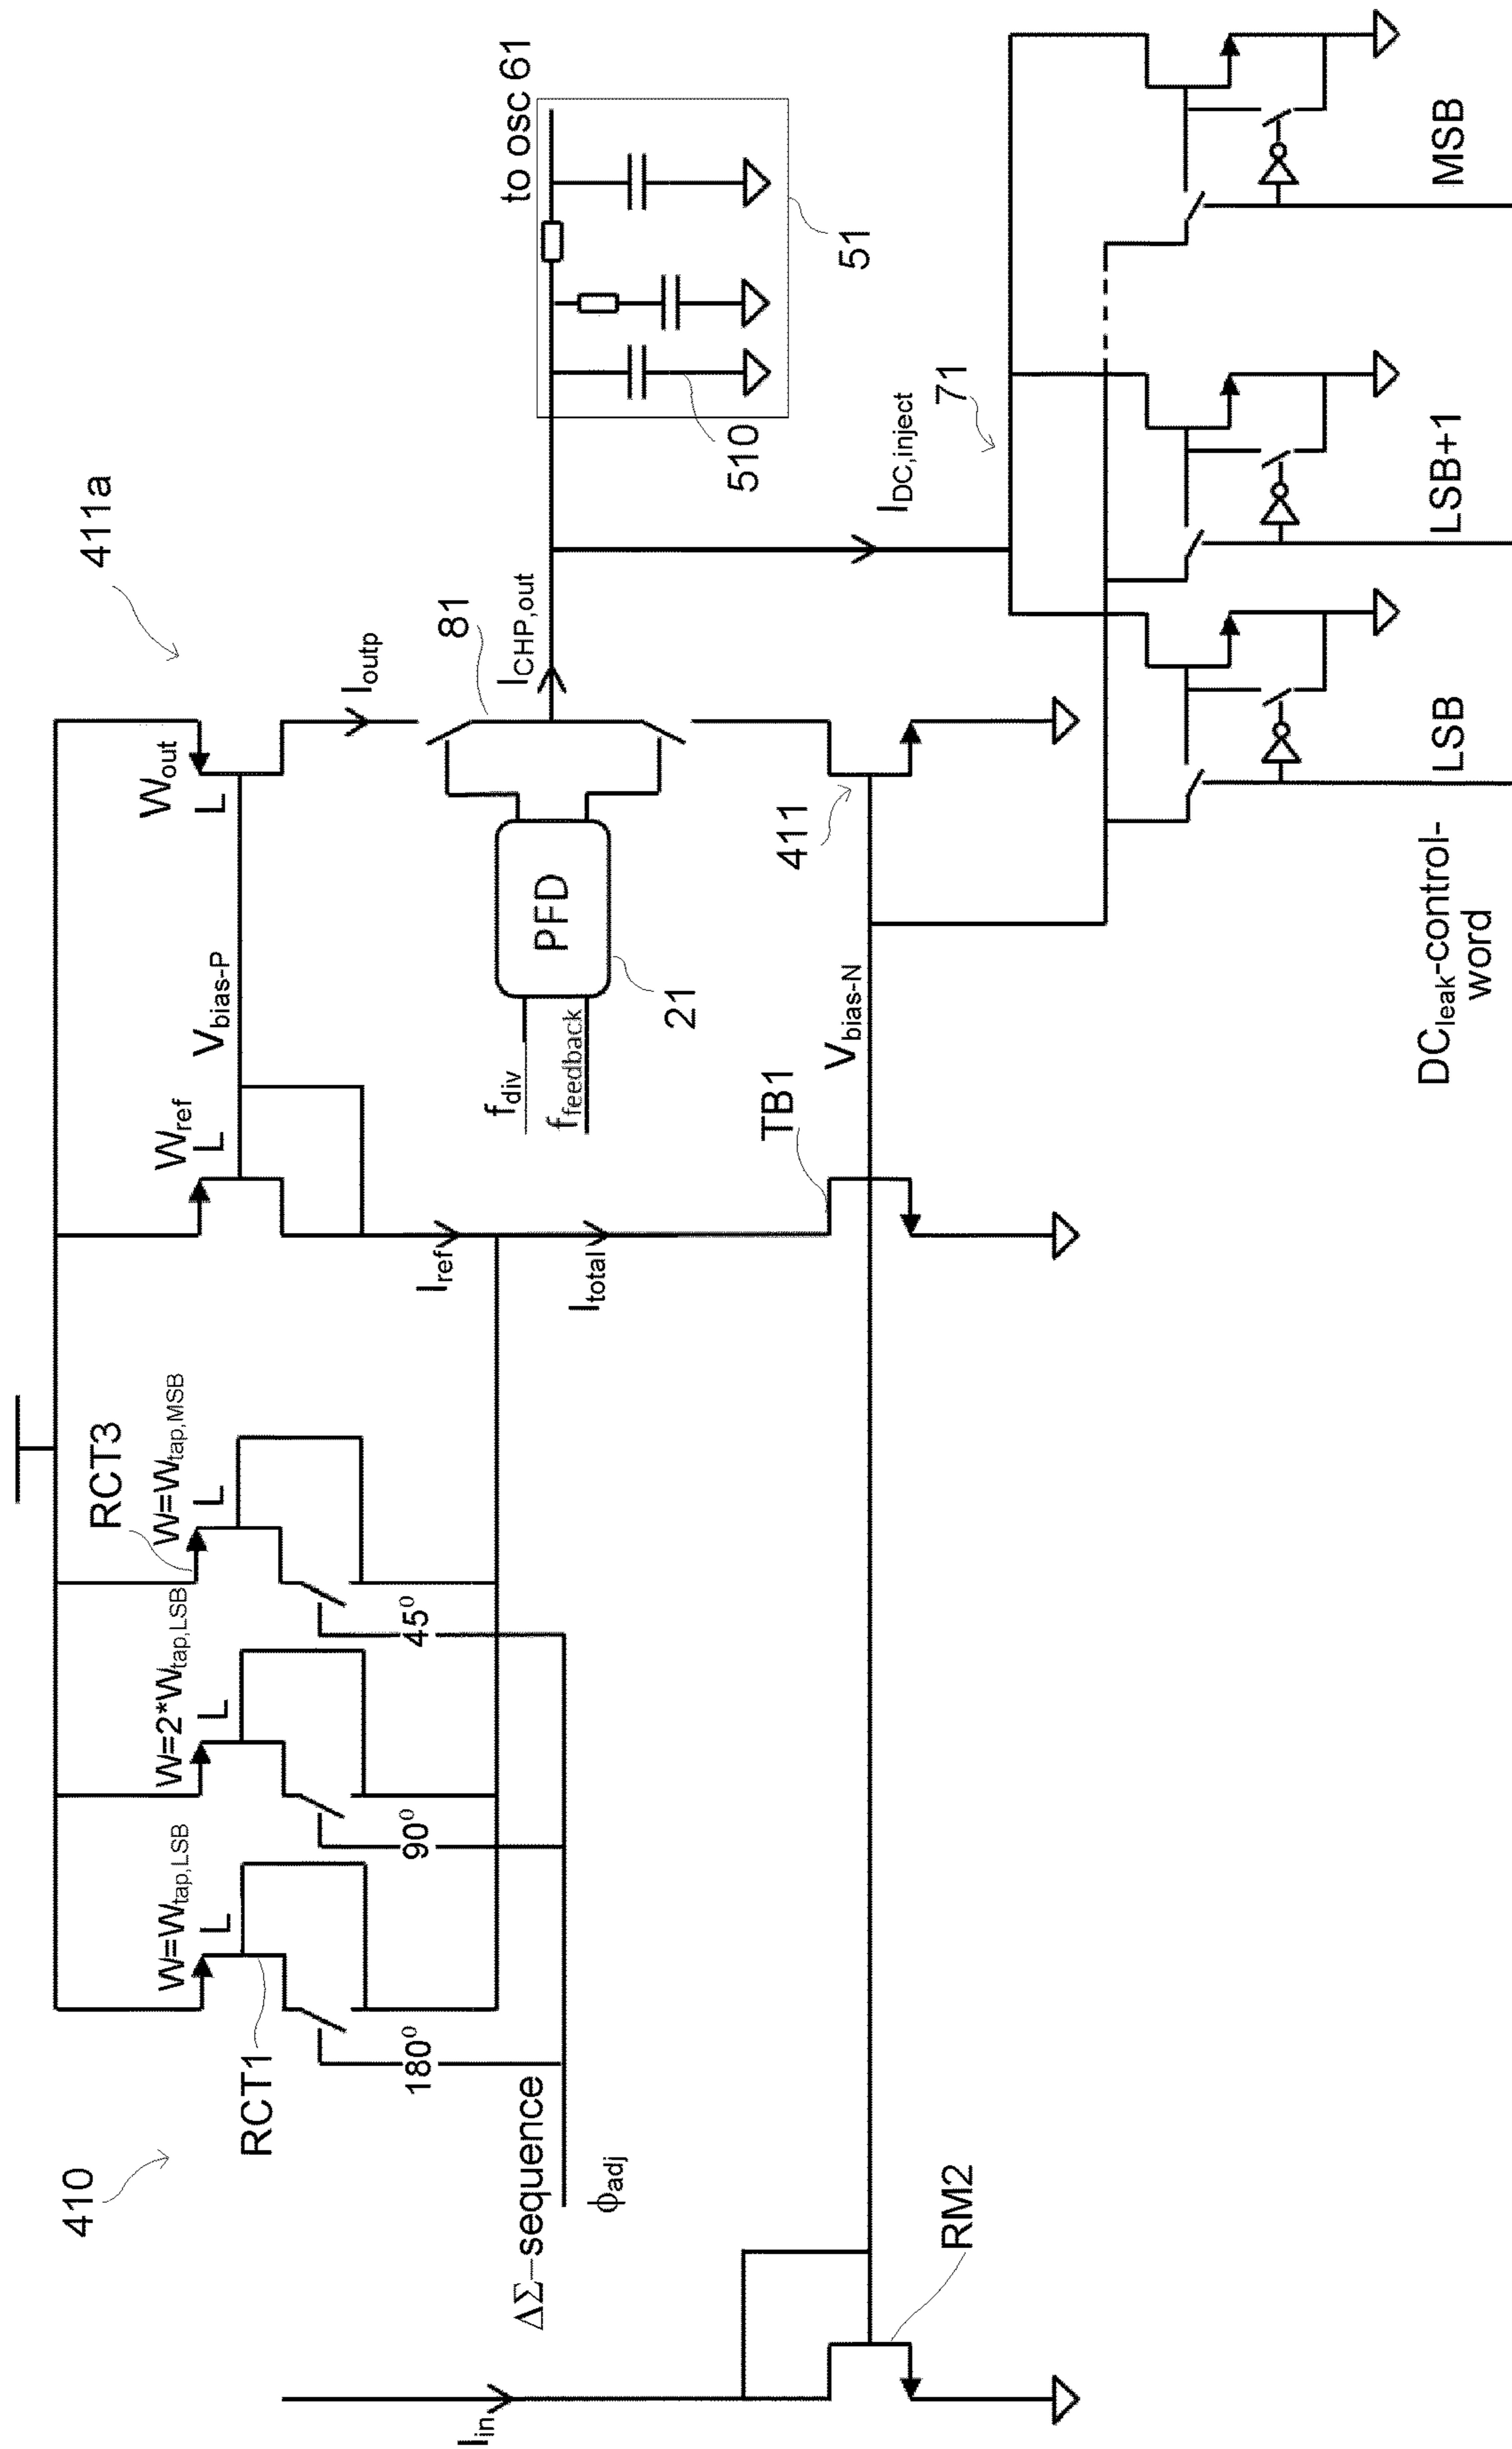 410
RCT1
W=W_tap,LSB
L
180°
W=2*W_tap,LSB
L
90°
RCT3
W=W_tap,MSB
L
45°
ΔΣ-sequence
ϕ_adj
I_in
RM2
I_ref
I_total
W_ref
L
V_bias-P
W_out
L
411a
I_outp
81
f_div
f_feedback
PFD
21
I_CHP,out
to osc 61
510
51
TB1
V_bias-N
411
I_DC,inject
71
DC_leak-control-
word
LSB
LSB+1
MSB